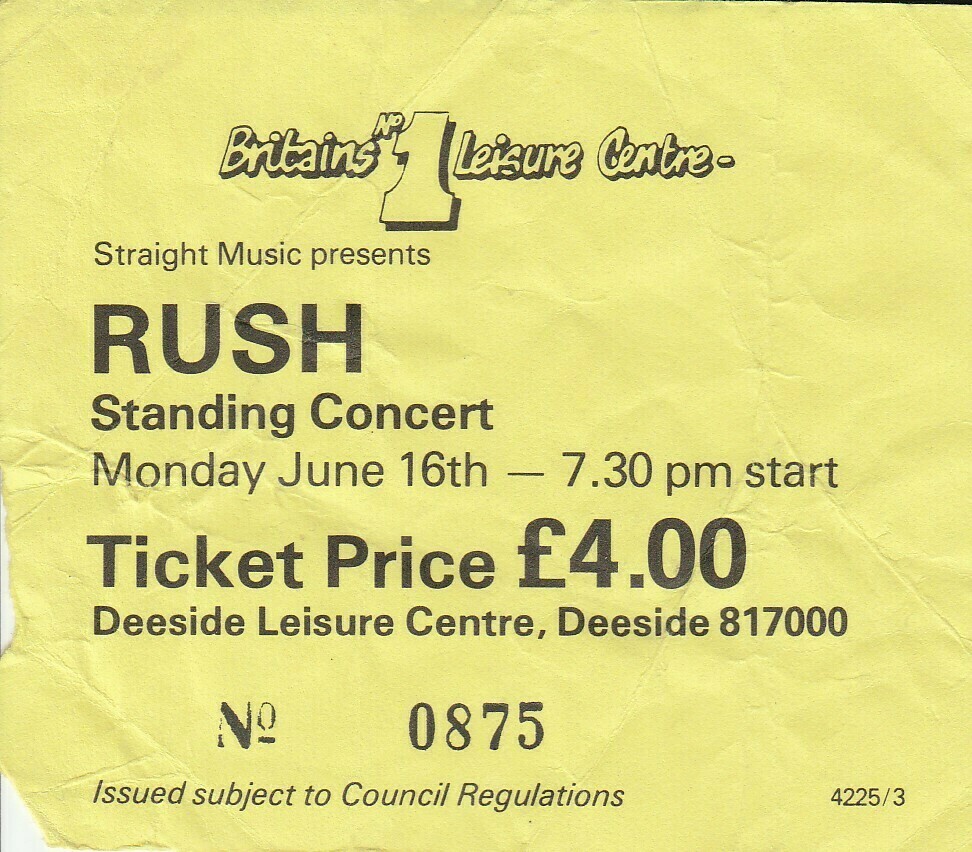 Britains Nº 1 Leisure Centre-
Straight Music presents
RUSH
Standing Concert
Monday June 16th — 7.30 pm start
Ticket Price £4.00
Deeside Leisure Centre, Deeside 817000
Nº 0875
Issued subject to Council Regulations 4225/3